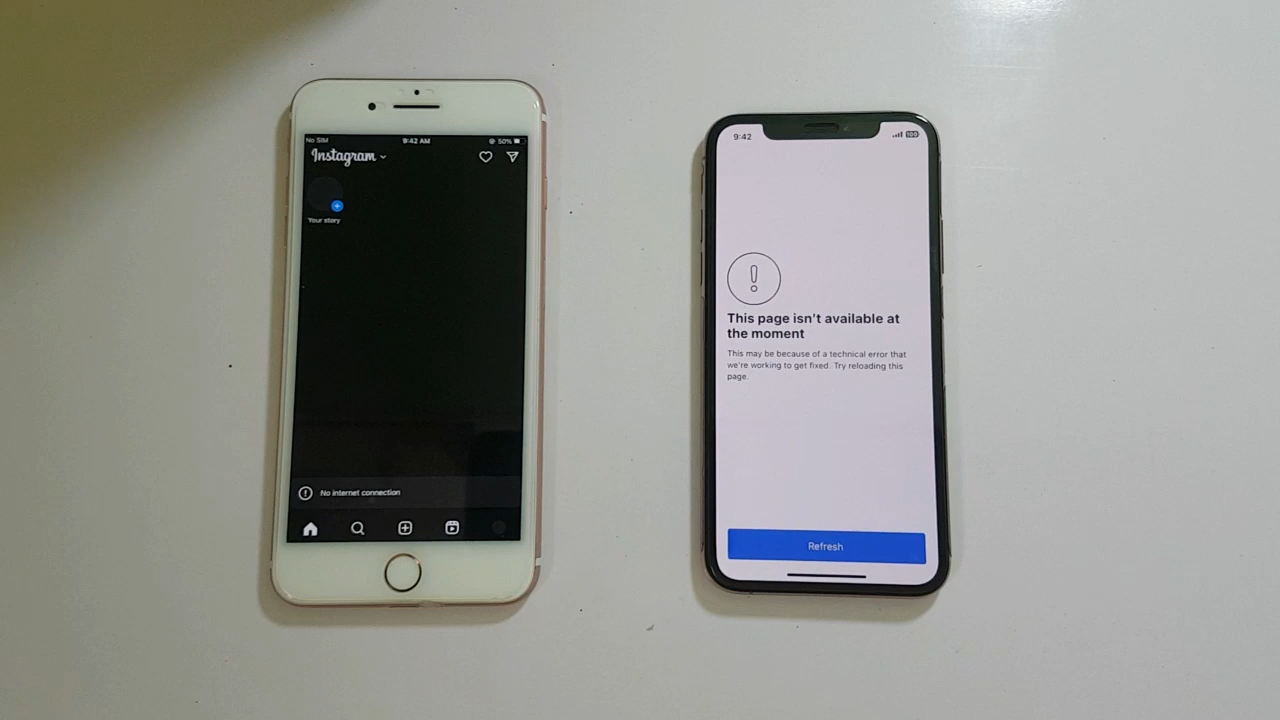 No SIM 9:42 AM 50%
Instagram
Your story
No internet connection
9:42 100
This page isn't available at
the moment
This may be because of a technical error that
we're working to get fixed. Try reloading this
page.
Refresh